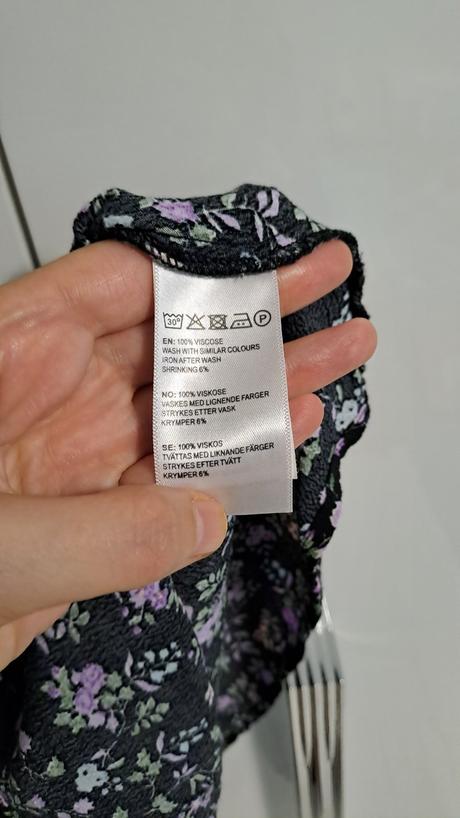 30° P
EN: 100% VISCOSE
WASH WITH SIMILAR COLOURS
IRON AFTER WASH
SHRINKING 6%
NO: 100% VISKOSE
VASKES MED LIGNENDE FARGER
STRYKES ETTER VASK
KRYMPER 6%
SE: 100% VISKOS
TVÄTTAS MED LIKNANDE FÄRGER
STRYKES EFTER TVÄTT
KRYMPER 6%